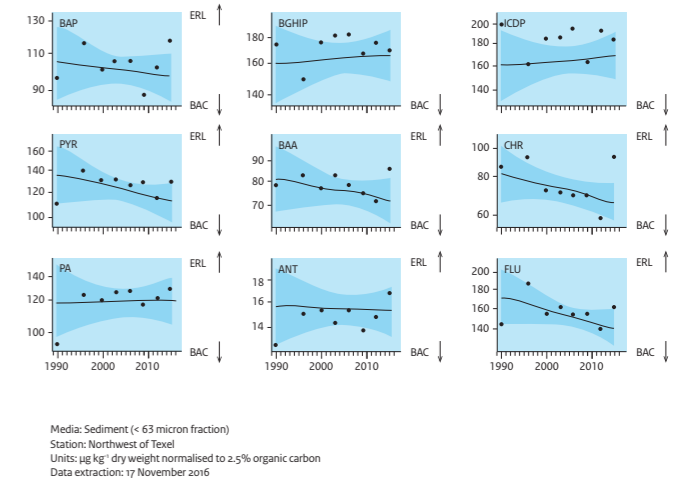 BAP ERL BGHIP ERL ICDP ERL
130 180 200
110 160 180
90 140 160
140
BAC BAC BAC
PYR ERL BAA ERL CHR ERL
160 90 100
140 80 80
120 70 60
100
BAC BAC BAC
PA ERL ANT ERL FLU ERL
140 18 200
120 16 180
100 14 160
140
BAC BAC BAC
1990 2000 2010 1990 2000 2010 1990 2000 2010
Media: Sediment (< 63 micron fraction)
Station: Northwest of Texel
Units: µg kg⁻¹ dry weight normalised to 2.5% organic carbon
Data extraction: 17 November 2016